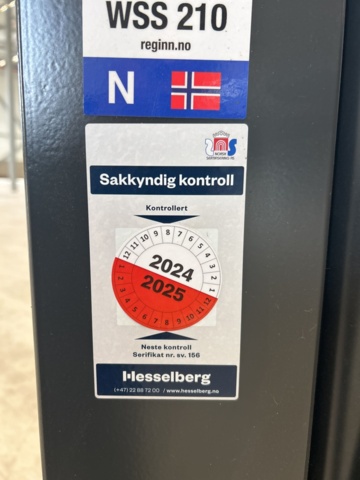 WSS 210
reginn.no
N
Sakkyndig kontroll
Kontrollert
12 11 10 9 8 7 6 5 4 3 2 1
2024
2025
1 2 3 4 5 6 7 8 9 10 11 12
Neste kontroll
Serifikat nr. sv. 156
Hesselberg
(+47) 22 88 72 00 / www.hesselberg.no